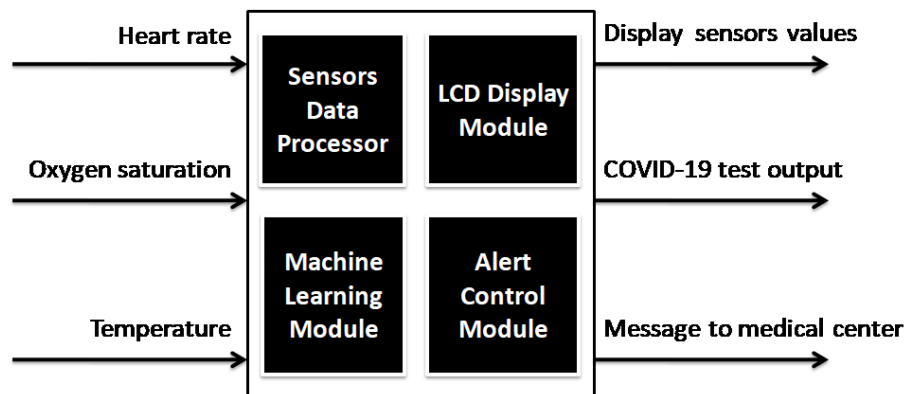 Heart rate
Oxygen saturation
Temperature
Sensors
Data
Processor
LCD Display
Module
Machine
Learning
Module
Alert
Control
Module
Display sensors values
COVID-19 test output
Message to medical center